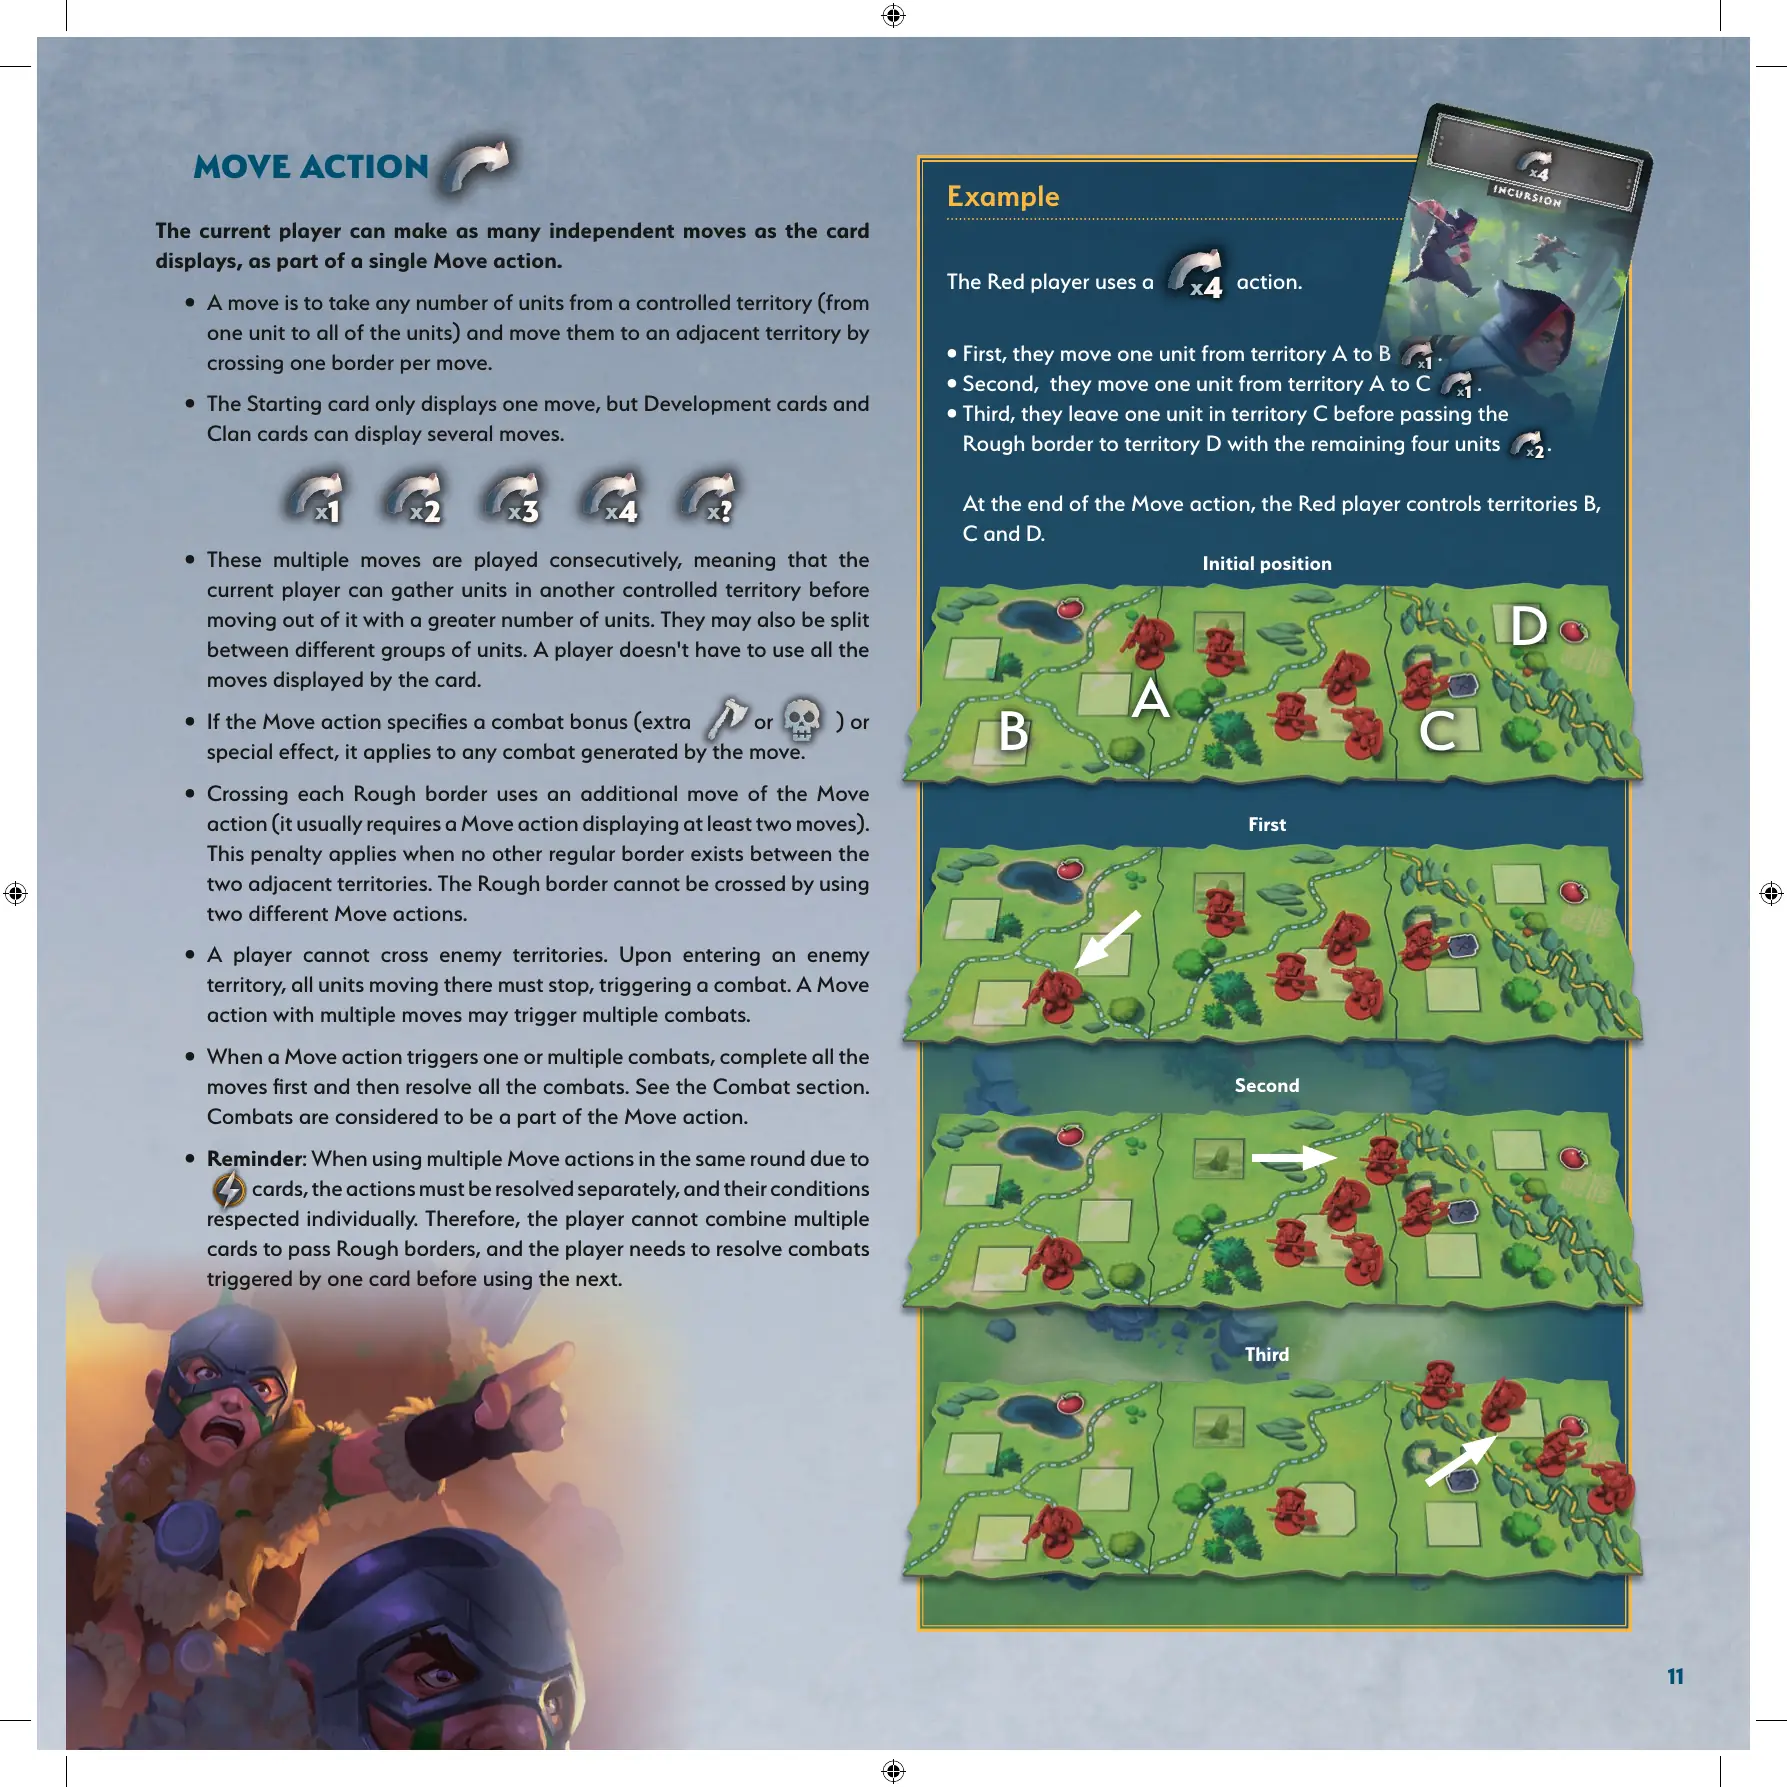 MOVE ACTION
The current player can make as many independent moves as the card
displays, as part of a single Move action.
• A move is to take any number of units from a controlled territory (from
one unit to all of the units) and move them to an adjacent territory by
crossing one border per move.
• The Starting card only displays one move, but Development cards and
Clan cards can display several moves.
x1 x2 x3 x4 x?
• These multiple moves are played consecutively, meaning that the
current player can gather units in another controlled territory before
moving out of it with a greater number of units. They may also be split
between different groups of units. A player doesn't have to use all the
moves displayed by the card.
• If the Move action specifies a combat bonus (extra or ) or
special effect, it applies to any combat generated by the move.
• Crossing each Rough border uses an additional move of the Move
action (it usually requires a Move action displaying at least two moves).
This penalty applies when no other regular border exists between the
two adjacent territories. The Rough border cannot be crossed by using
two different Move actions.
• A player cannot cross enemy territories. Upon entering an enemy
territory, all units moving there must stop, triggering a combat. A Move
action with multiple moves may trigger multiple combats.
• When a Move action triggers one or multiple combats, complete all the
moves first and then resolve all the combats. See the Combat section.
Combats are considered to be a part of the Move action.
• Reminder: When using multiple Move actions in the same round due to
cards, the actions must be resolved separately, and their conditions
respected individually. Therefore, the player cannot combine multiple
cards to pass Rough borders, and the player needs to resolve combats
triggered by one card before using the next.
x4
INCURSION
Example
The Red player uses a x4 action.
• First, they move one unit from territory A to B x1 .
• Second, they move one unit from territory A to C x1 .
• Third, they leave one unit in territory C before passing the
Rough border to territory D with the remaining four units x2 .
At the end of the Move action, the Red player controls territories B,
C and D.
Initial position
D
A
B
C
First
Second
Third
11